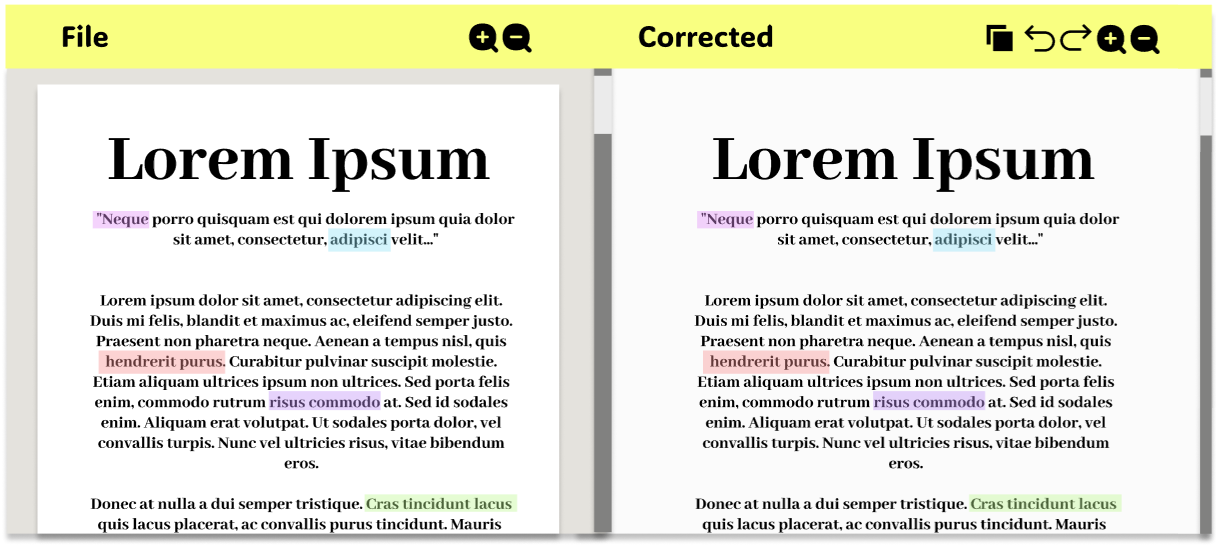 File
Lorem Ipsum
"Neque porro quisquam est qui dolorem ipsum quia dolor
sit amet, consectetur, adipisci velit..."
Lorem ipsum dolor sit amet, consectetur adipiscing elit.
Duis mi felis, blandit et maximus ac, eleifend semper justo.
Praesent non pharetra neque. Aenean a tempus nisl, quis
hendrerit purus. Curabitur pulvinar suscipit molestie.
Etiam aliquam ultrices ipsum non ultrices. Sed porta felis
enim, commodo rutrum risus commodo at. Sed id sodales
enim. Aliquam erat volutpat. Ut sodales porta dolor, vel
convallis turpis. Nunc vel ultricies risus, vitae bibendum
eros.
Donec at nulla a dui semper tristique. Cras tincidunt lacus
quis lacus placerat, ac convallis purus tincidunt. Mauris
Corrected
Lorem Ipsum
"Neque porro quisquam est qui dolorem ipsum quia dolor
sit amet, consectetur, adipisci velit..."
Lorem ipsum dolor sit amet, consectetur adipiscing elit.
Duis mi felis, blandit et maximus ac, eleifend semper justo.
Praesent non pharetra neque. Aenean a tempus nisl, quis
hendrerit purus. Curabitur pulvinar suscipit molestie.
Etiam aliquam ultrices ipsum non ultrices. Sed porta felis
enim, commodo rutrum risus commodo at. Sed id sodales
enim. Aliquam erat volutpat. Ut sodales porta dolor, vel
convallis turpis. Nunc vel ultricies risus, vitae bibendum
eros.
Donec at nulla a dui semper tristique. Cras tincidunt lacus
quis lacus placerat, ac convallis purus tincidunt. Mauris